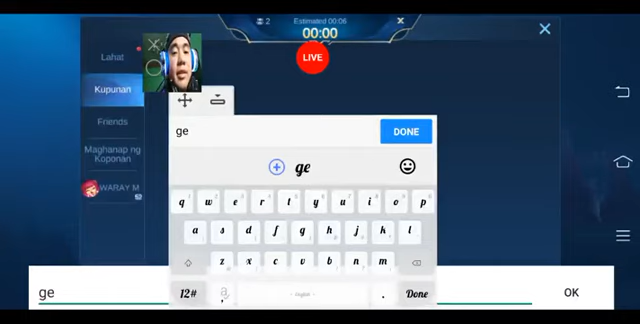 2 Estimated 00:06 x
00:00
LIVE
Lahat
Kupunan
Friends
Maghanap ng
Koponan
WARAY M
ge
DONE
ge
q w e r t y u i o p
a s d f g h j k l
z x c v b n m
12# , . Done
ge
OK